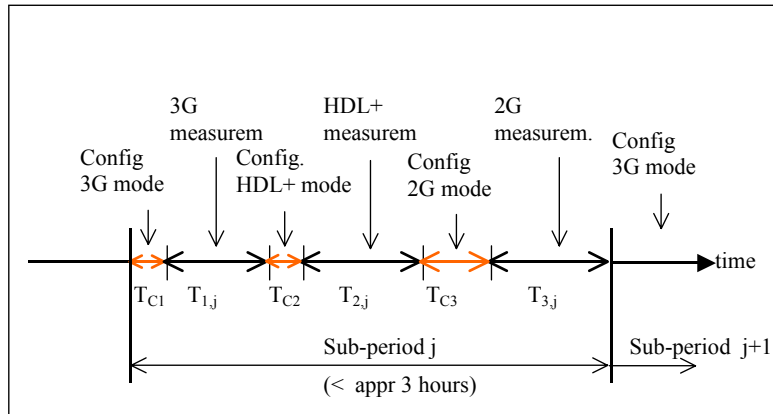 3G
measurem
HDL+
measurem
2G
measurem.
Config
3G mode
Config.
HDL+ mode
Config
2G mode
Config
3G mode
time
TC1
T1,j
TC2
T2,j
TC3
T3,j
Sub-period j
(< appr 3 hours)
Sub-period j+1